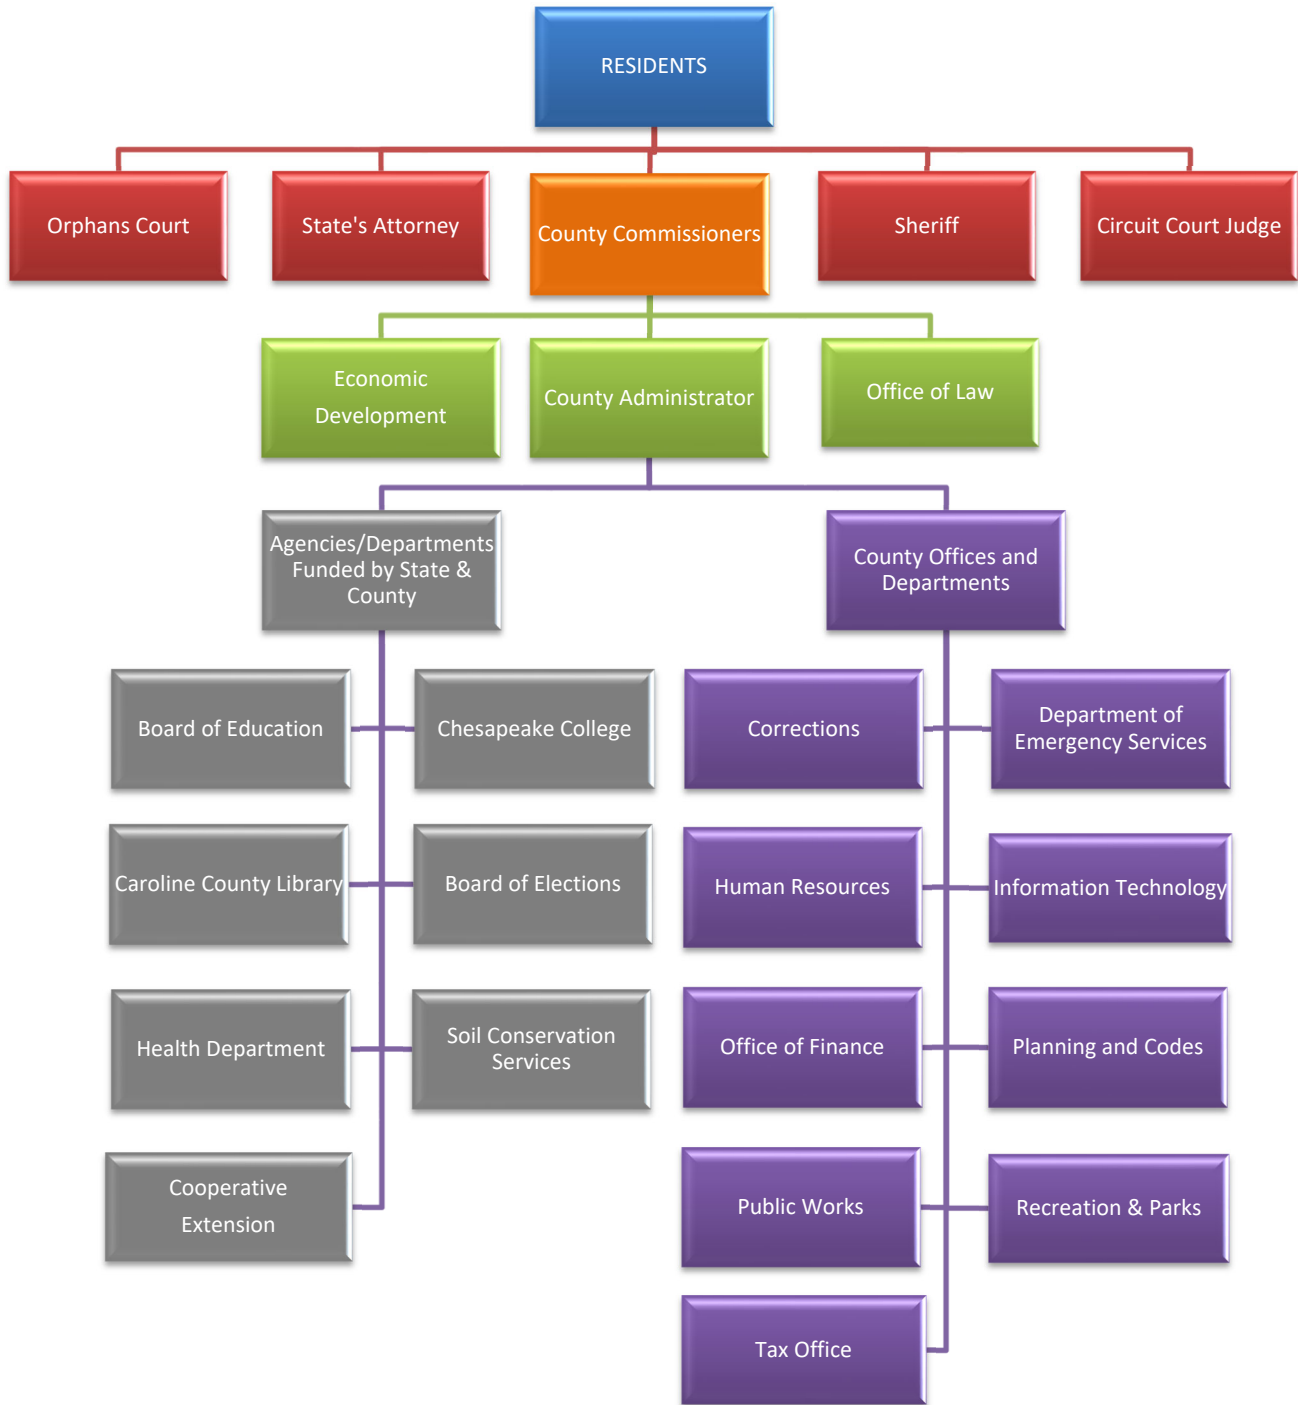 RESIDENTS
Orphans Court
State's Attorney
County Commissioners
Sheriff
Circuit Court Judge
Economic
Development
County Administrator
Office of Law
Agencies/Departments
Funded by State &
County
County Offices and
Departments
Board of Education
Chesapeake College
Corrections
Department of
Emergency Services
Caroline County Library
Board of Elections
Human Resources
Information Technology
Health Department
Soil Conservation
Services
Office of Finance
Planning and Codes
Cooperative
Extension
Public Works
Recreation & Parks
Tax Office